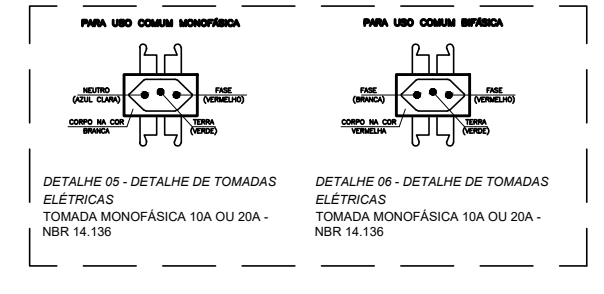 PARA USO COMUM MONOFÁSICA
NEUTRO
(AZUL CLARA)
FASE
(VERMELHO)
CORPO NA COR
BRANCA
TERRA
(VERDE)
DETALHE 05 - DETALHE DE TOMADAS
ELÉTRICAS
TOMADA MONOFÁSICA 10A OU 20A -
NBR 14.136
PARA USO COMUM BIFÁSICA
FASE
(BRANCA)
FASE
(VERMELHO)
CORPO NA COR
VERMELHA
TERRA
(VERDE)
DETALHE 06 - DETALHE DE TOMADAS
ELÉTRICAS
TOMADA MONOFÁSICA 10A OU 20A -
NBR 14.136